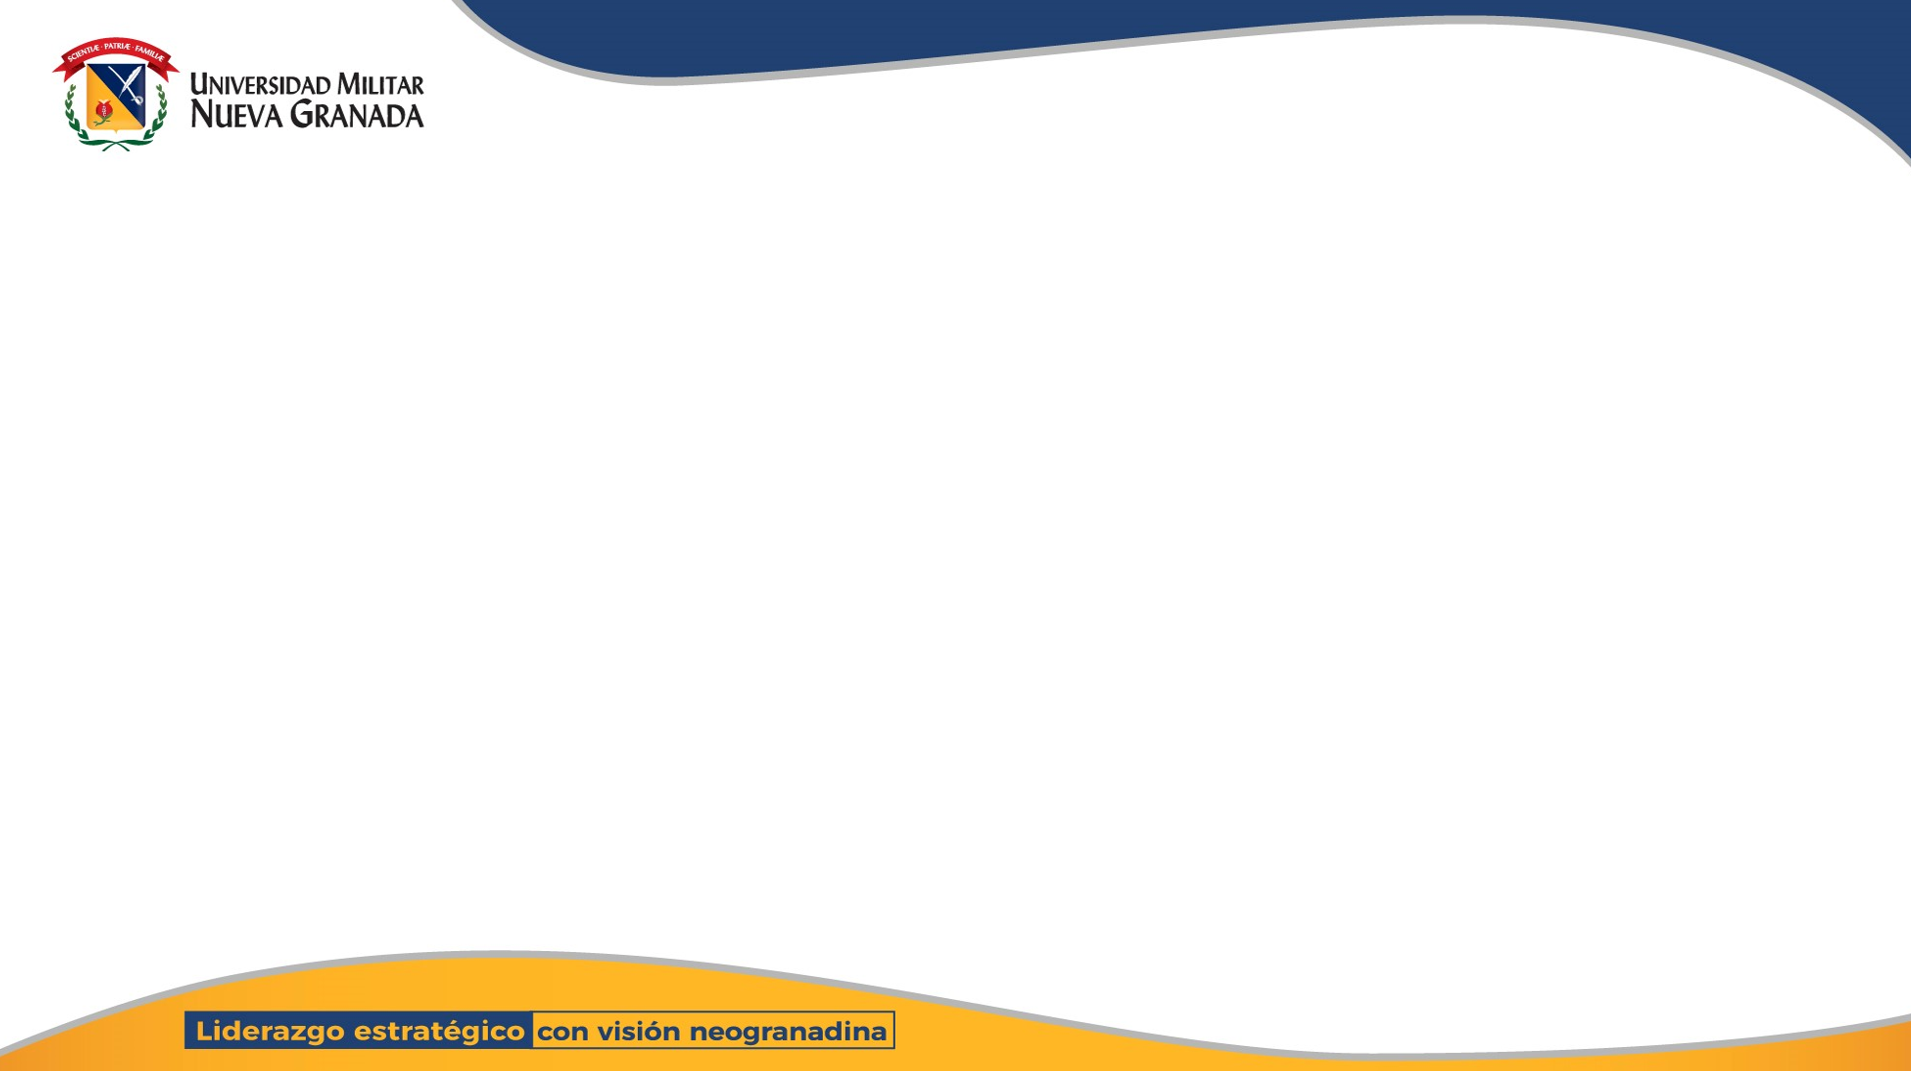 SCIENTIÆ · PATRIÆ · FAMILIÆ
UNIVERSIDAD MILITAR
NUEVA GRANADA
Liderazgo estratégico con visión neogranadina